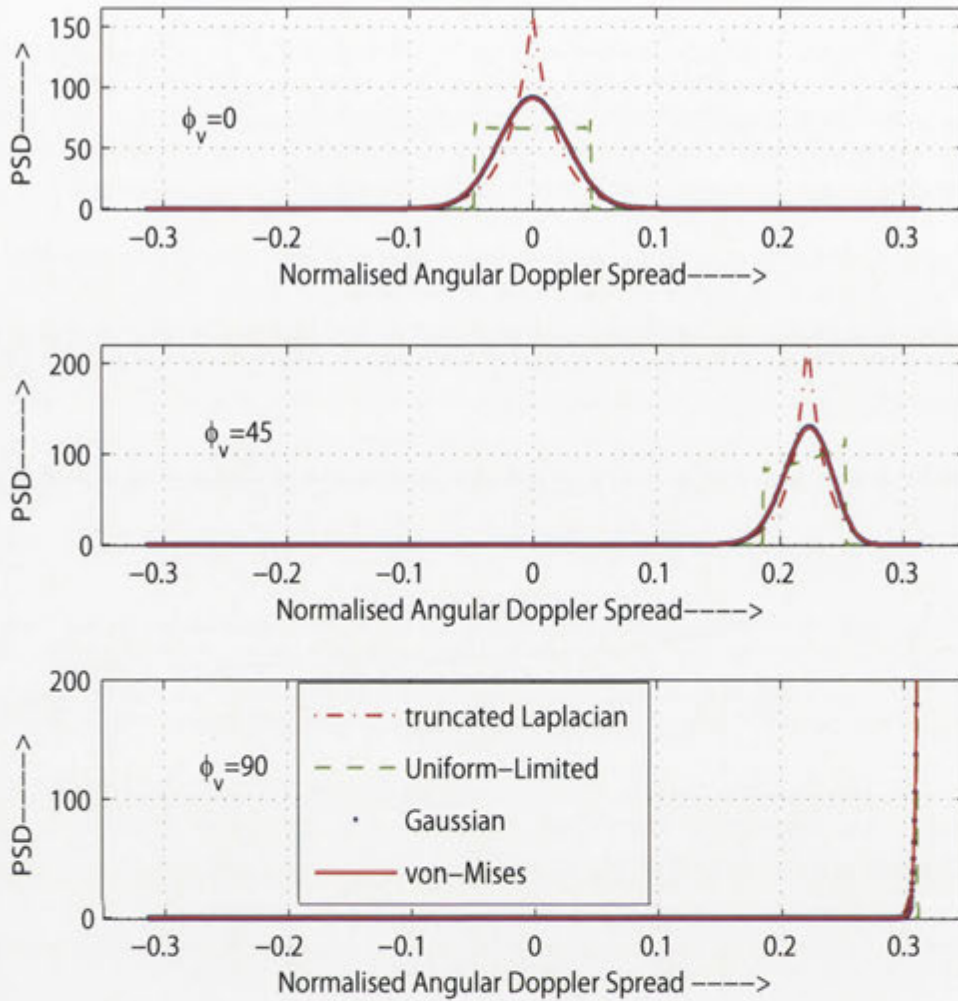 150
100
50
0
PSD----->
ϕv=0
−0.3 −0.2 −0.1 0 0.1 0.2 0.3
Normalised Angular Doppler Spread---->
200
100
0
PSD----->
ϕv=45
−0.3 −0.2 −0.1 0 0.1 0.2 0.3
Normalised Angular Doppler Spread---->
200
100
0
PSD----->
ϕv=90
truncated Laplacian
Uniform−Limited
Gaussian
von−Mises
−0.3 −0.2 −0.1 0 0.1 0.2 0.3
Normalised Angular Doppler Spread ---->